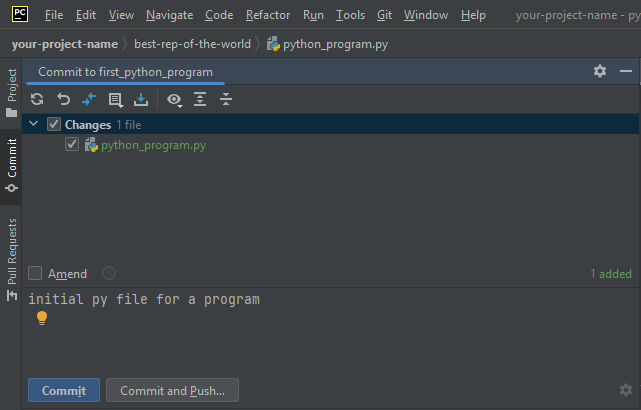 PC File Edit View Navigate Code Refactor Run Tools Git Window Help your-project-name - py
your-project-name best-rep-of-the-world python_program.py
Project
Commit
Pull Requests
Commit to first_python_program
Changes 1 file
python_program.py
Amend 1 added
initial py file for a program
Commit Commit and Push...